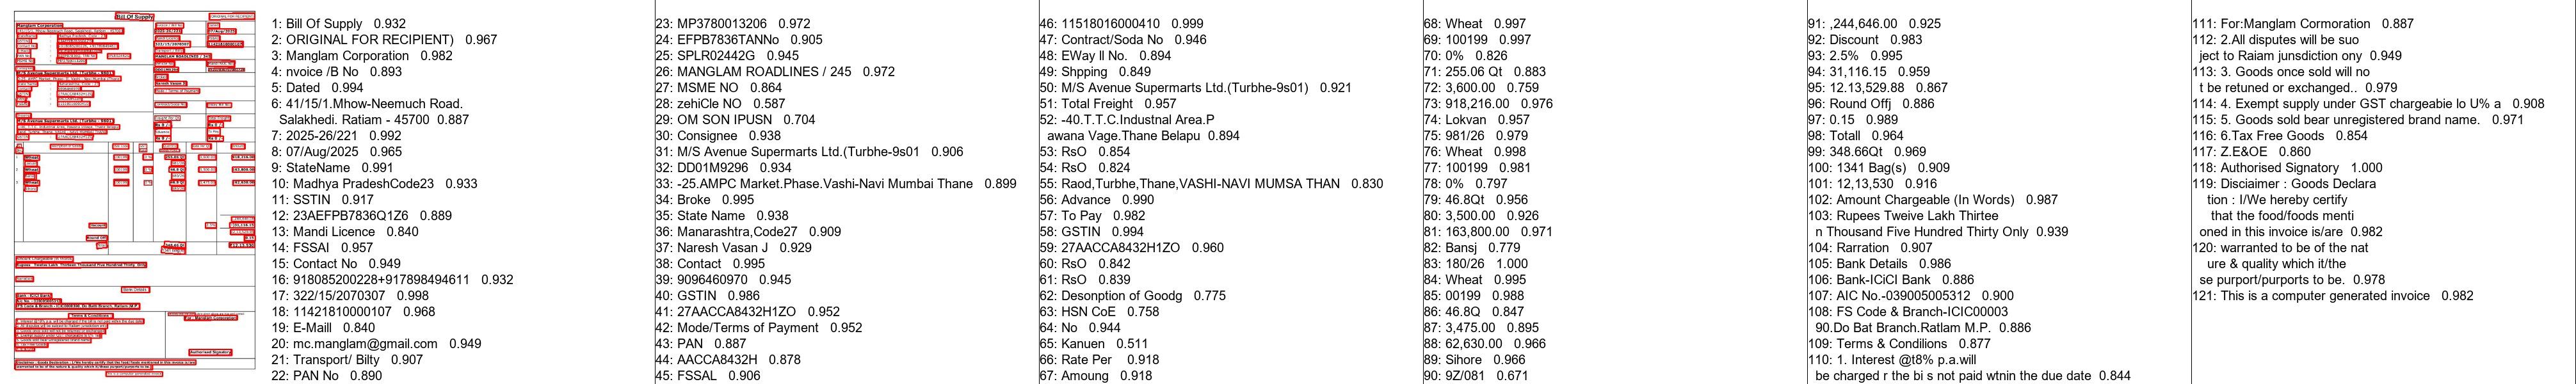 1: Bill Of Supply 0.932
2: ORIGINAL FOR RECIPIENT) 0.967
3: Manglam Corporation 0.982
4: nvoice /B No 0.893
5: Dated 0.994
6: 41/15/1.Mhow-Neemuch Road.
Salakhedi. Ratiam - 45700 0.887
7: 2025-26/221 0.992
8: 07/Aug/2025 0.965
9: StateName 0.991
10: Madhya PradeshCode23 0.933
11: SSTIN 0.917
12: 23AEFPB7836Q1Z6 0.889
13: Mandi Licence 0.840
14: FSSAI 0.957
15: Contact No 0.949
16: 918085200228+917898494611 0.932
17: 322/15/2070307 0.998
18: 11421810000107 0.968
19: E-Maill 0.840
20: mc.manglam@gmail.com 0.949
21: Transport/ Bilty 0.907
22: PAN No 0.890
23: MP3780013206 0.972
24: EFPB7836TANNo 0.905
25: SPLR02442G 0.945
26: MANGLAM ROADLINES / 245 0.972
27: MSME NO 0.864
28: zehiCle NO 0.587
29: OM SON IPUSN 0.704
30: Consignee 0.938
31: M/S Avenue Supermarts Ltd.(Turbhe-9s01 0.906
32: DD01M9296 0.934
33: -25.AMPC Market.Phase.Vashi-Navi Mumbai Thane 0.899
34: Broke 0.995
35: State Name 0.938
36: Manarashtra,Code27 0.909
37: Naresh Vasan J 0.929
38: Contact 0.995
39: 9096460970 0.945
40: GSTIN 0.986
41: 27AACCA8432H1ZO 0.952
42: Mode/Terms of Payment 0.952
43: PAN 0.887
44: AACCA8432H 0.878
45: FSSAL 0.906
46: 11518016000410 0.999
47: Contract/Soda No 0.946
48: EWay ll No. 0.894
49: Shpping 0.849
50: M/S Avenue Supermarts Ltd.(Turbhe-9s01) 0.921
51: Total Freight 0.957
52: -40.T.T.C.Industnal Area.P
awana Vage.Thane Belapu 0.894
53: RsO 0.854
54: RsO 0.824
55: Raod,Turbhe,Thane,VASHI-NAVI MUMSA THAN 0.830
56: Advance 0.990
57: To Pay 0.982
58: GSTIN 0.994
59: 27AACCA8432H1ZO 0.960
60: RsO 0.842
61: RsO 0.839
62: Desonption of Goodg 0.775
63: HSN CoE 0.758
64: No 0.944
65: Kanuen 0.511
66: Rate Per 0.918
67: Amoung 0.918
68: Wheat 0.997
69: 100199 0.997
70: 0% 0.826
71: 255.06 Qt 0.883
72: 3,600.00 0.759
73: 918,216.00 0.976
74: Lokvan 0.957
75: 981/26 0.979
76: Wheat 0.998
77: 100199 0.981
78: 0% 0.797
79: 46.8Qt 0.956
80: 3,500.00 0.926
81: 163,800.00 0.971
82: Bansj 0.779
83: 180/26 1.000
84: Wheat 0.995
85: 00199 0.988
86: 46.8Q 0.847
87: 3,475.00 0.895
88: 62,630.00 0.966
89: Sihore 0.966
90: 9Z/081 0.671
91: ,244,646.00 0.925
92: Discount 0.983
93: 2.5% 0.995
94: 31,116.15 0.959
95: 12.13,529.88 0.867
96: Round Offj 0.886
97: 0.15 0.989
98: Totall 0.964
99: 348.66Qt 0.969
100: 1341 Bag(s) 0.909
101: 12,13,530 0.916
102: Amount Chargeable (In Words) 0.987
103: Rupees Tweive Lakh Thirtee
n Thousand Five Hundred Thirty Only 0.939
104: Rarration 0.907
105: Bank Details 0.986
106: Bank-ICiCI Bank 0.886
107: AIC No.-039005005312 0.900
108: FS Code & Branch-ICIC00003
90.Do Bat Branch.Ratlam M.P. 0.886
109: Terms & Condilions 0.877
110: 1. Interest @t8% p.a.will
be charged r the bi s not paid wtnin the due date 0.844
111: For:Manglam Cormoration 0.887
112: 2.All disputes will be suo
ject to Raiam junsdiction ony 0.949
113: 3. Goods once sold will no
t be retuned or exchanged.. 0.979
114: 4. Exempt supply under GST chargeabie lo U% a 0.908
115: 5. Goods sold bear unregistered brand name. 0.971
116: 6.Tax Free Goods 0.854
117: Z.E&OE 0.860
118: Authorised Signatory 1.000
119: Disclaimer : Goods Declara
tion : I/We hereby certify
that the food/foods menti
oned in this invoice is/are 0.982
120: warranted to be of the nat
ure & quality which it/the
se purport/purports to be. 0.978
121: This is a computer generated invoice 0.982